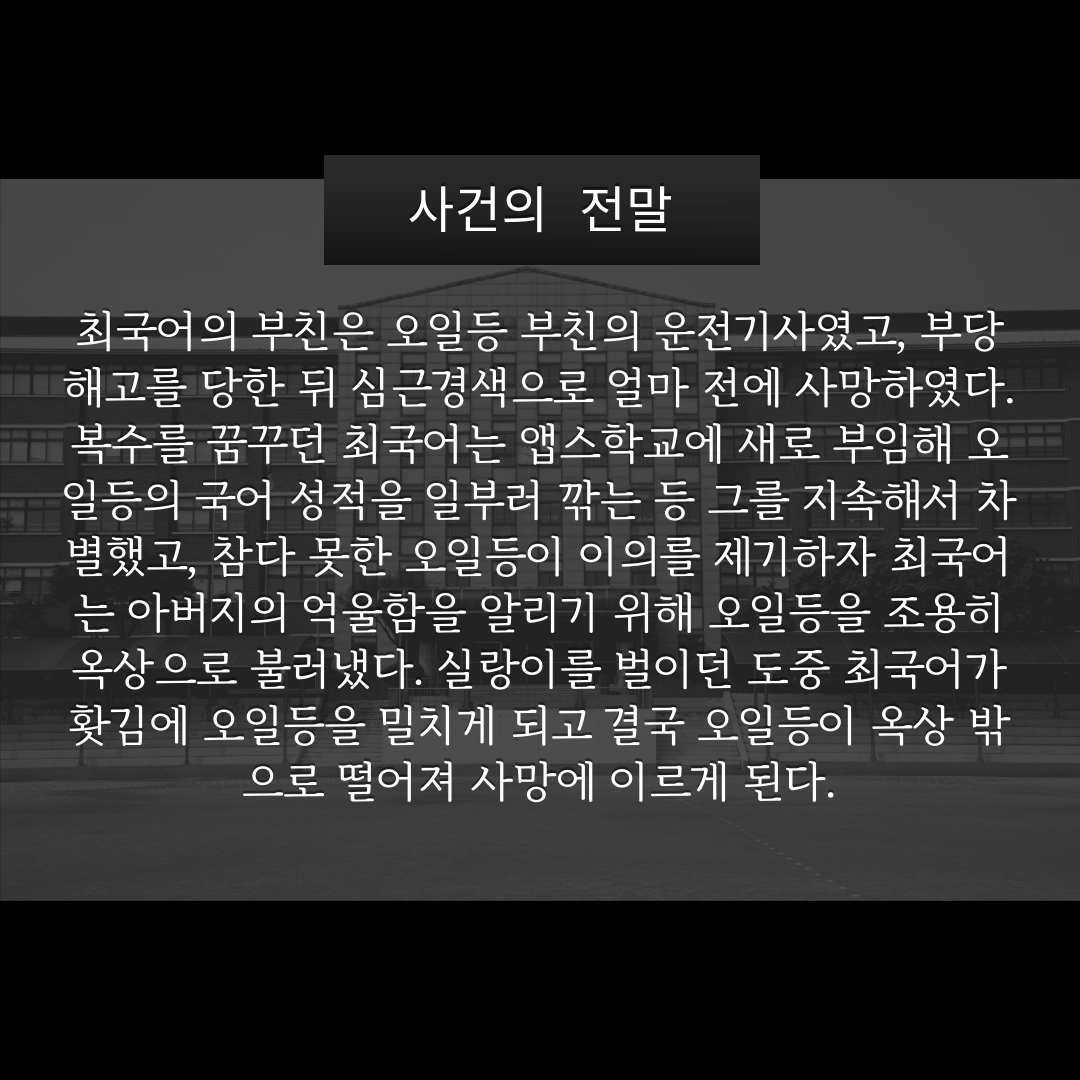 사건의 전말
최국어의 부친은 오일등 부친의 운전기사였고, 부당
해고를 당한 뒤 심근경색으로 얼마 전에 사망하였다.
복수를 꿈꾸던 최국어는 앱스학교에 새로 부임해 오
일등의 국어 성적을 일부러 깎는 등 그를 지속해서 차
별했고, 참다 못한 오일등이 이의를 제기하자 최국어
는 아버지의 억울함을 알리기 위해 오일등을 조용히
옥상으로 불러냈다. 실랑이를 벌이던 도중 최국어가
홧김에 오일등을 밀치게 되고 결국 오일등이 옥상 밖
으로 떨어져 사망에 이르게 된다.